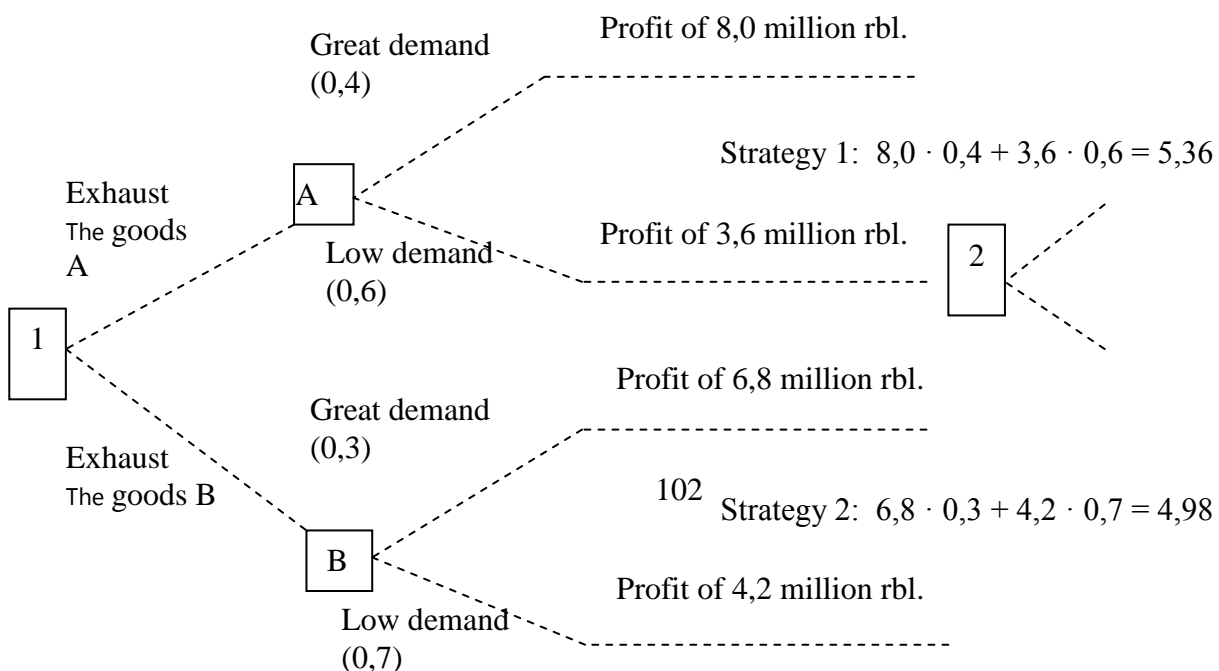 Profit of 8,0 million rbl.
Great demand
(0,4)
Strategy 1: 8,0 · 0,4 + 3,6 · 0,6 = 5,36
Exhaust
The goods
A
A
Profit of 3,6 million rbl.
Low demand
(0,6)
2
1
Profit of 6,8 million rbl.
Great demand
(0,3)
Exhaust
The goods B
102
Strategy 2: 6,8 · 0,3 + 4,2 · 0,7 = 4,98
B
Profit of 4,2 million rbl.
Low demand
(0,7)